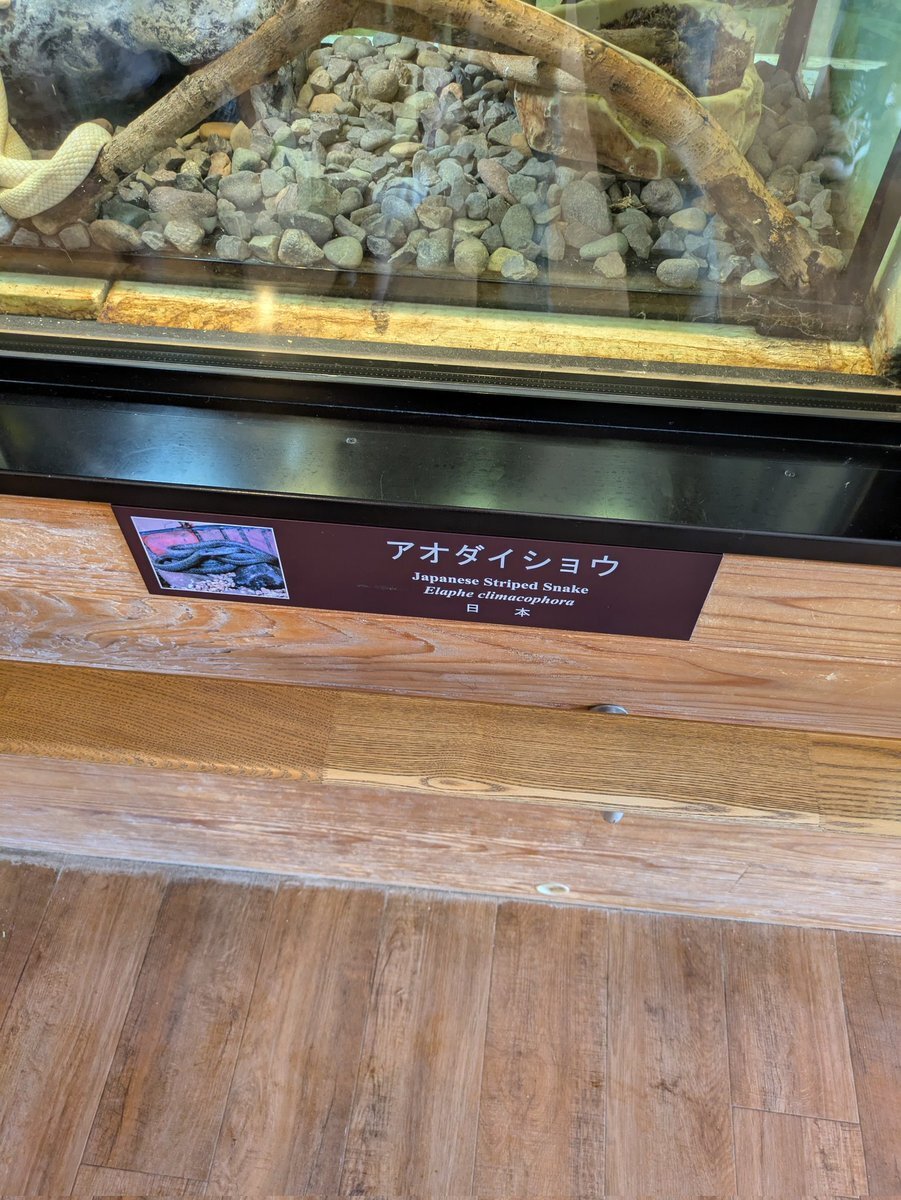 アオダイショウ
Japanese Striped Snake
Elaphe climacophora
日 本